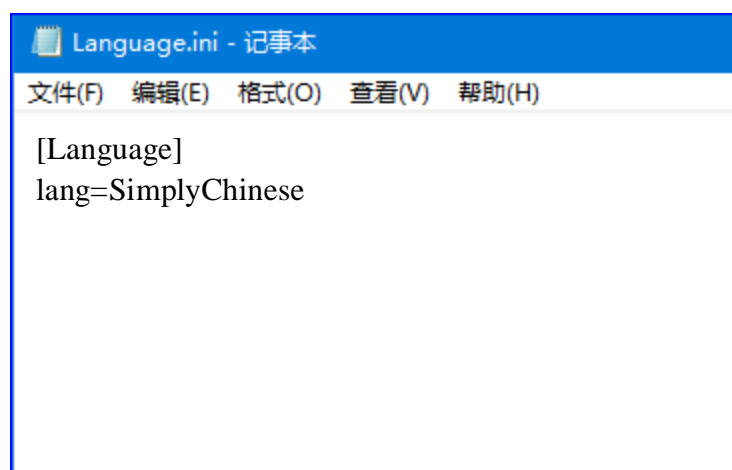 Language.ini - 记事本
文件(F) 编辑(E) 格式(O) 查看(V) 帮助(H)
[Language]
lang=SimplyChinese